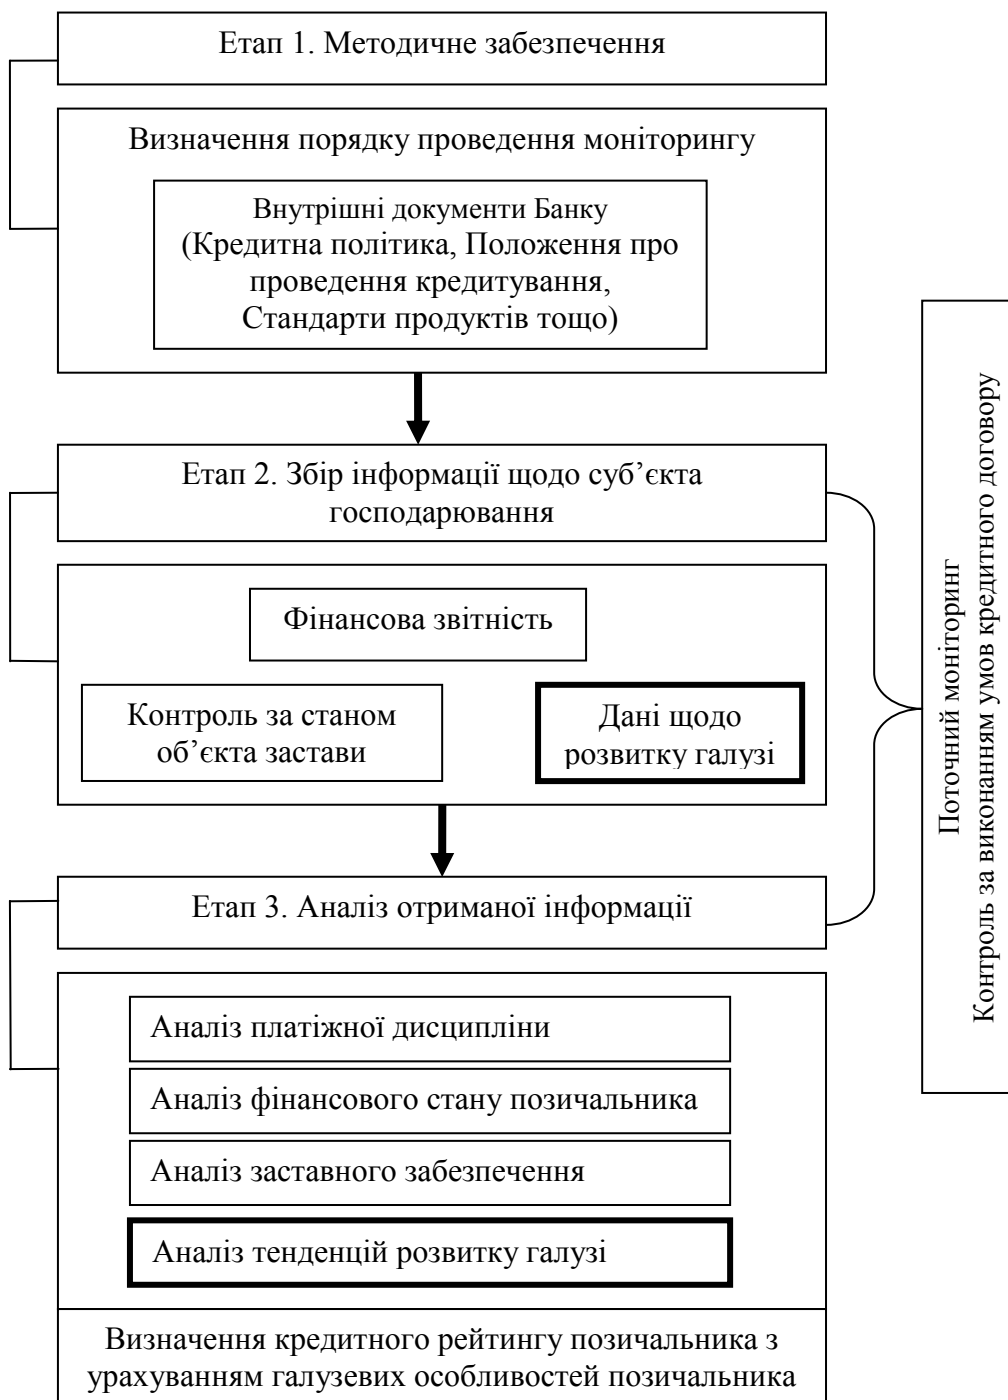 Етап 1. Методичне забезпечення
Визначення порядку проведення моніторингу
Внутрішні документи Банку
(Кредитна політика, Положення про
проведення кредитування,
Стандарти продуктів тощо)
Етап 2. Збір інформації щодо суб’єкта
господарювання
Фінансова звітність
Контроль за станом
об’єкта застави
Дані щодо
розвитку галузі
Етап 3. Аналіз отриманої інформації
Аналіз платіжної дисципліни
Аналіз фінансового стану позичальника
Аналіз заставного забезпечення
Аналіз тенденцій розвитку галузі
Визначення кредитного рейтингу позичальника з
урахуванням галузевих особливостей позичальника
Поточний моніторинг
Контроль за виконанням умов кредитного договору